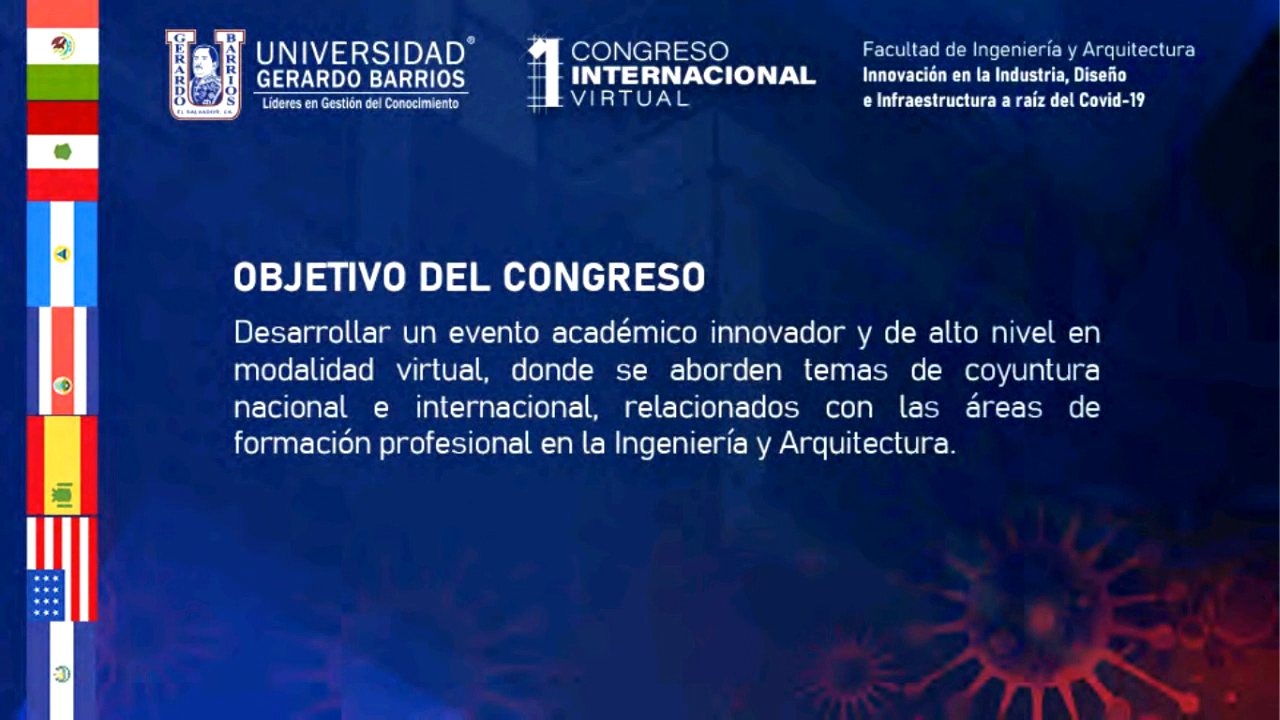 GERARDO
BARRIOS
EL SALVADOR, C.A.
UNIVERSIDAD®
GERARDO BARRIOS
Líderes en Gestión del Conocimiento
1 CONGRESO
INTERNACIONAL
VIRTUAL
Facultad de Ingeniería y Arquitectura
Innovación en la Industria, Diseño
e Infraestructura a raíz del Covid-19
OBJETIVO DEL CONGRESO
Desarrollar un evento académico innovador y de alto nivel en
modalidad virtual, donde se aborden temas de coyuntura
nacional e internacional, relacionados con las áreas de
formación profesional en la Ingeniería y Arquitectura.